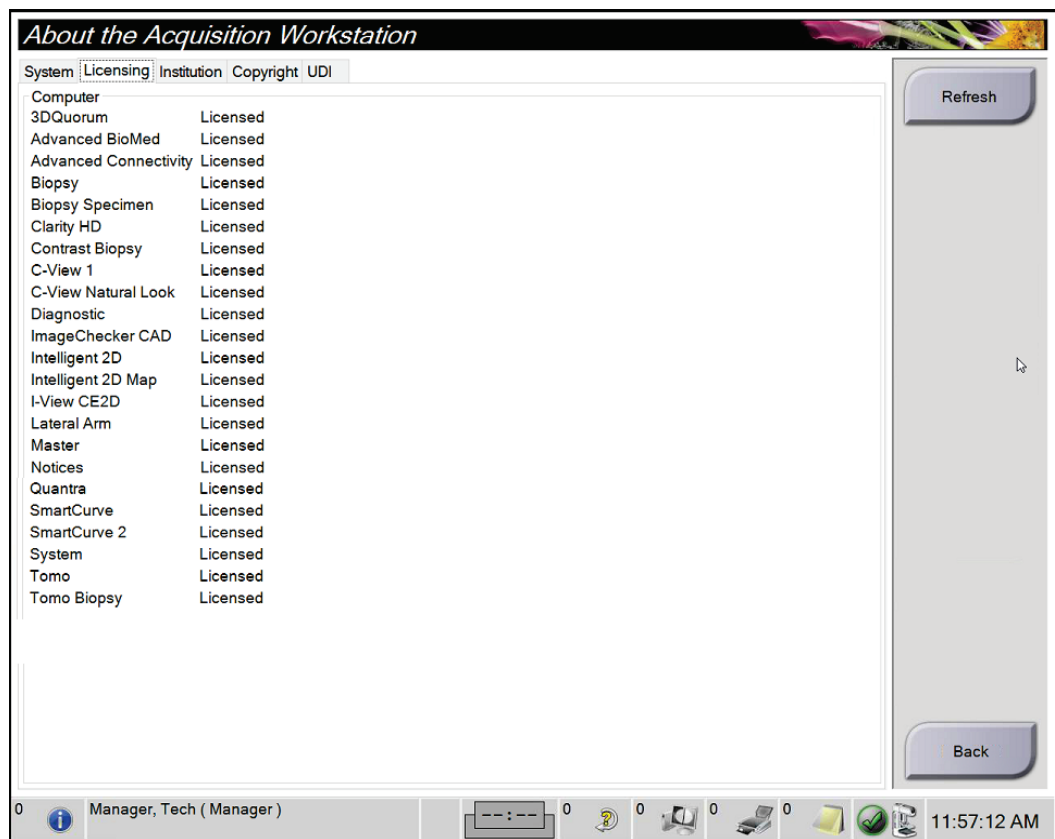 About the Acquisition Workstation
System Licensing Institution Copyright UDI
Refresh
Computer
3DQuorum Licensed
Advanced BioMed Licensed
Advanced Connectivity Licensed
Biopsy Licensed
Biopsy Specimen Licensed
Clarity HD Licensed
Contrast Biopsy Licensed
C-View 1 Licensed
C-View Natural Look Licensed
Diagnostic Licensed
ImageChecker CAD Licensed
Intelligent 2D Licensed
Intelligent 2D Map Licensed
I-View CE2D Licensed
Lateral Arm Licensed
Master Licensed
Notices Licensed
Quantra Licensed
SmartCurve Licensed
SmartCurve 2 Licensed
System Licensed
Tomo Licensed
Tomo Biopsy Licensed
Back
0 Manager, Tech ( Manager ) --:-- 0 0 0 0 11:57:12 AM